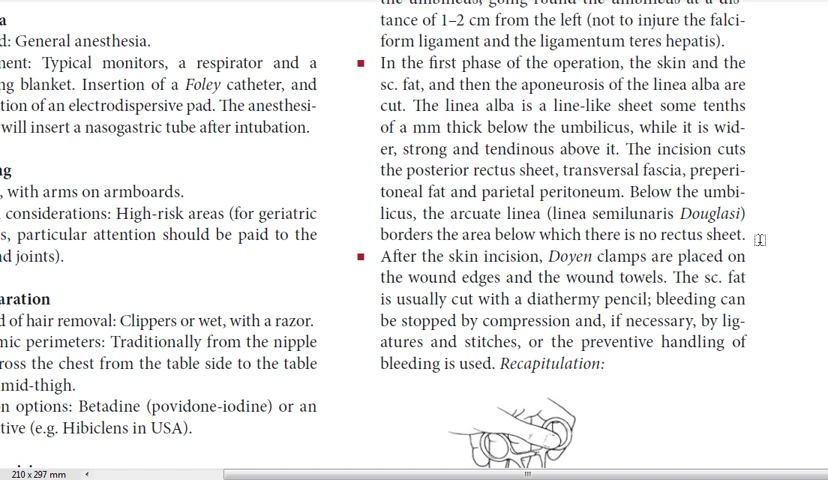 a
d: General anesthesia.
ment: Typical monitors, a respirator and a
ng blanket. Insertion of a Foley catheter, and
tion of an electrodispersive pad. The anesthesi-
will insert a nasogastric tube after intubation.
ng
, with arms on armboards.
considerations: High-risk areas (for geriatric
s, particular attention should be paid to the
nd joints).
aration
d of hair removal: Clippers or wet, with a razor.
mic perimeters: Traditionally from the nipple
ross the chest from the table side to the table
mid-thigh.
n options: Betadine (povidone-iodine) or an
tive (e.g. Hibiclens in USA).
the umbilicus, going round the umbilicus at a dis-
tance of 1–2 cm from the left (not to injure the falci-
form ligament and the ligamentum teres hepatis).
In the first phase of the operation, the skin and the
sc. fat, and then the aponeurosis of the linea alba are
cut. The linea alba is a line-like sheet some tenths
of a mm thick below the umbilicus, while it is wid-
er, strong and tendinous above it. The incision cuts
the posterior rectus sheet, transversal fascia, preperi-
toneal fat and parietal peritoneum. Below the umbi-
licus, the arcuate linea (linea semilunaris Douglasi)
borders the area below which there is no rectus sheet.
After the skin incision, Doyen clamps are placed on
the wound edges and the wound towels. The sc. fat
is usually cut with a diathermy pencil; bleeding can
be stopped by compression and, if necessary, by lig-
atures and stitches, or the preventive handling of
bleeding is used. Recapitulation:
210 x 297 mm